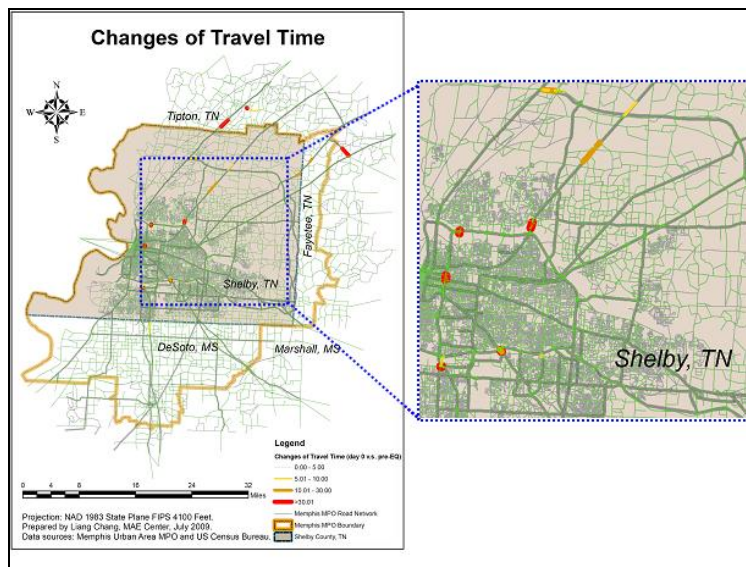 Changes of Travel Time
N
W E
S
Tipton, TN
Fayetee, TN
Shelby, TN
DeSoto, MS
Marshall, MS
Shelby, TN
Legend
Changes of Travel Time (day 0 v.s. pre-EQ)
0.00 - 5.00
5.01 - 10.00
10.01 - 30.00
>30.01
Memphis MPO Road Network
Memphis MPO Boundary
Shelby County, TN
0 4 8 16 24 32
Miles
Projection: NAD 1983 State Plane FIPS 4100 Feet.
Prepared by Liang Chang, MAE Center, July 2009.
Data sources: Memphis Urban Area MPO and US Census Bureau.